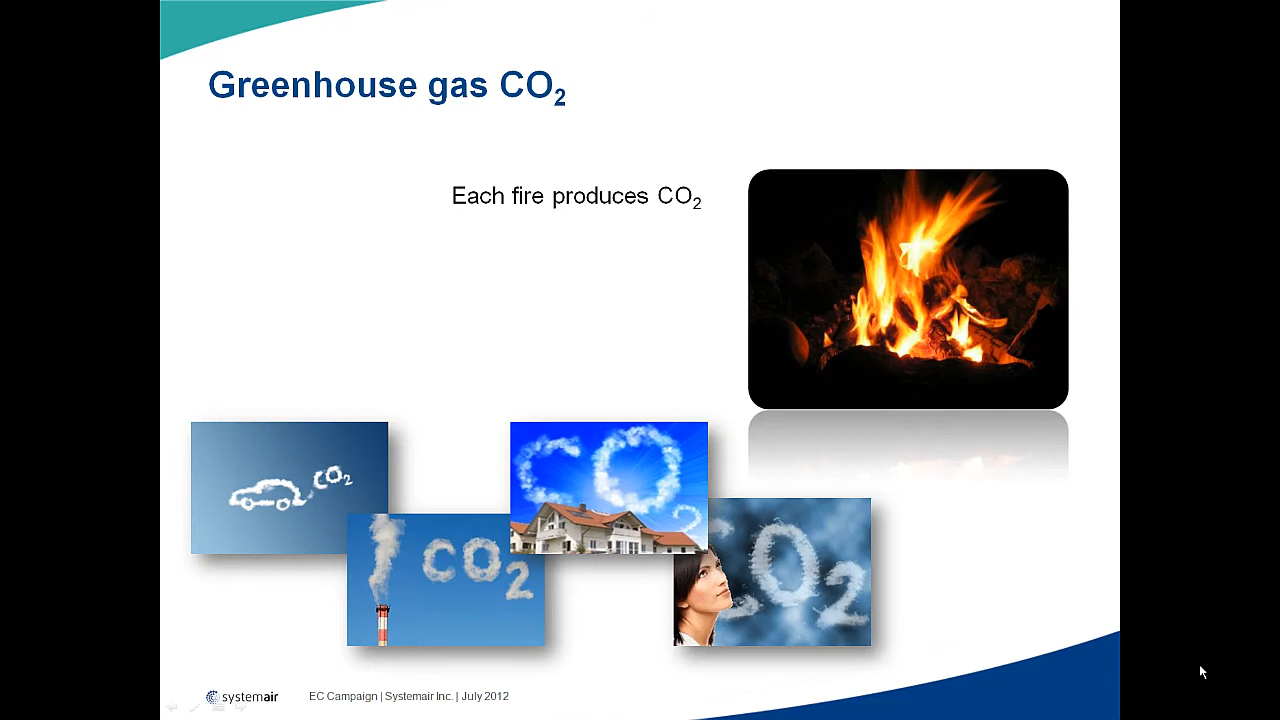 Greenhouse gas CO₂
Each fire produces CO₂
CO₂
CO₂
CO₂
CO₂
systemair
EC Campaign | Systemair Inc. | July 2012